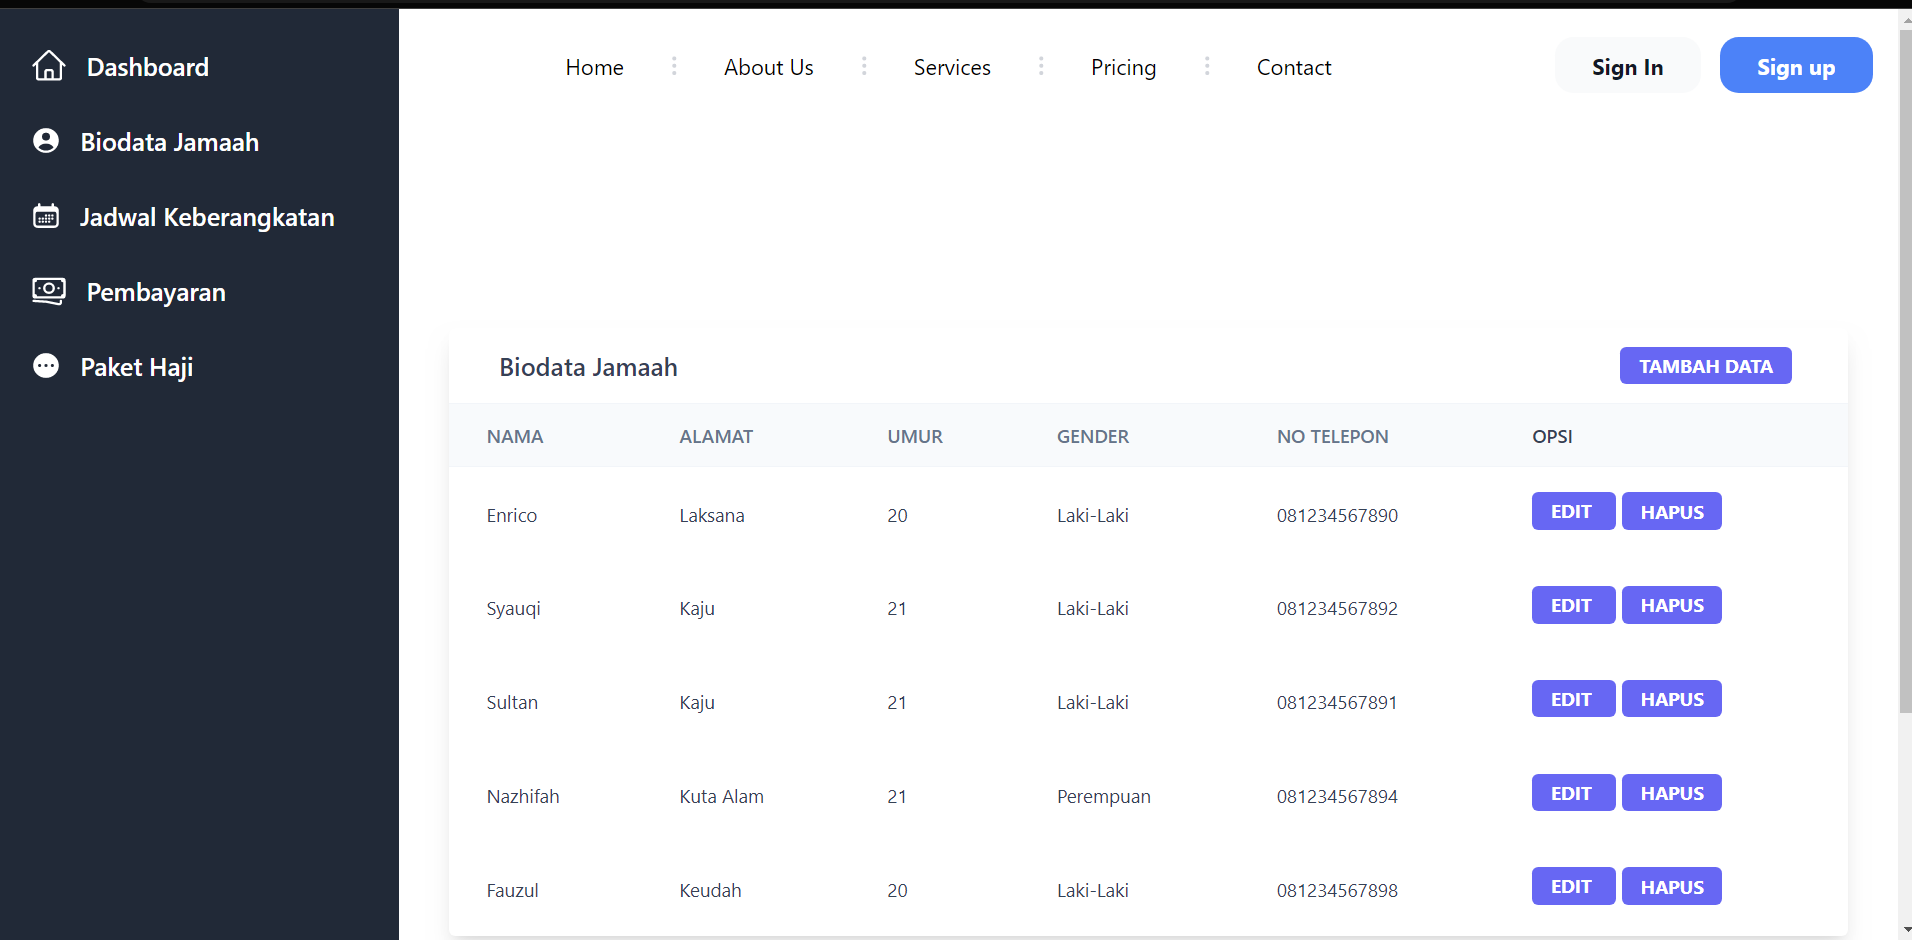 Dashboard
Biodata Jamaah
Jadwal Keberangkatan
Pembayaran
Paket Haji
Home About Us Services Pricing Contact Sign In Sign up
Biodata Jamaah TAMBAH DATA
NAMA ALAMAT UMUR GENDER NO TELEPON OPSI
Enrico Laksana 20 Laki-Laki 081234567890 EDIT HAPUS
Syauqi Kaju 21 Laki-Laki 081234567892 EDIT HAPUS
Sultan Kaju 21 Laki-Laki 081234567891 EDIT HAPUS
Nazhifah Kuta Alam 21 Perempuan 081234567894 EDIT HAPUS
Fauzul Keudah 20 Laki-Laki 081234567898 EDIT HAPUS